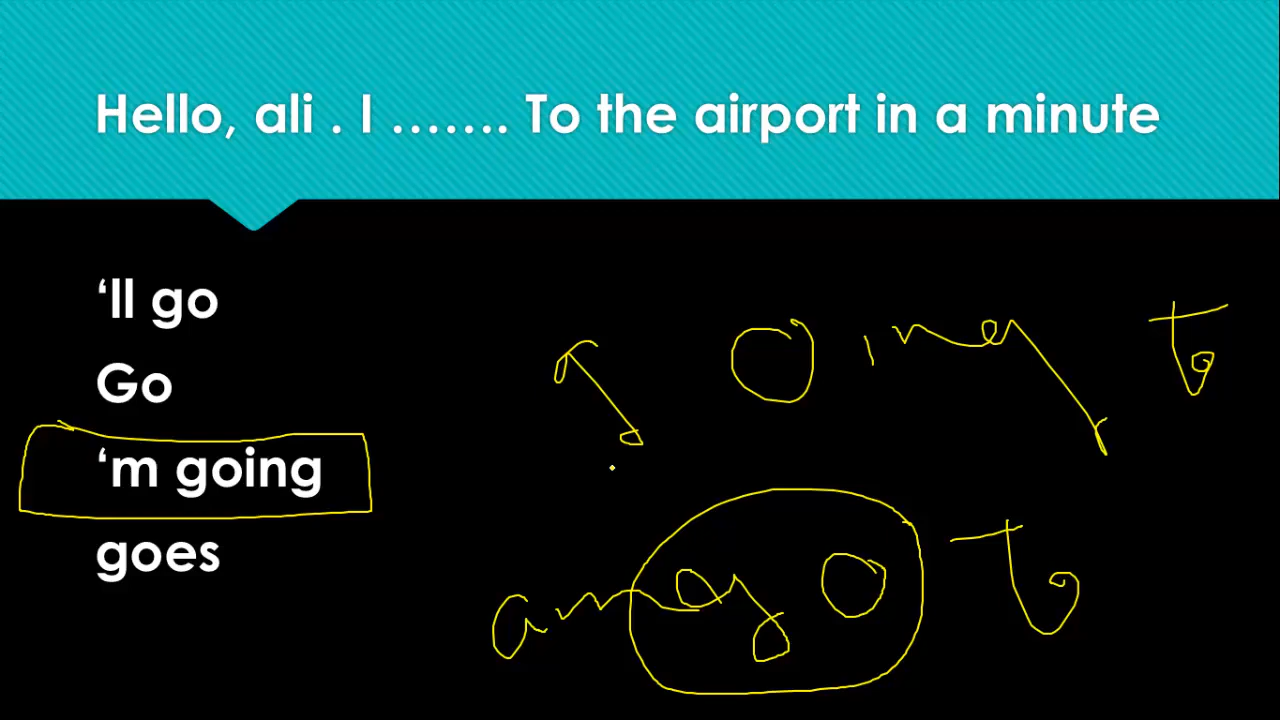 Hello, ali . I ....... To the airport in a minute
‘ll go
Go
‘m going
goes